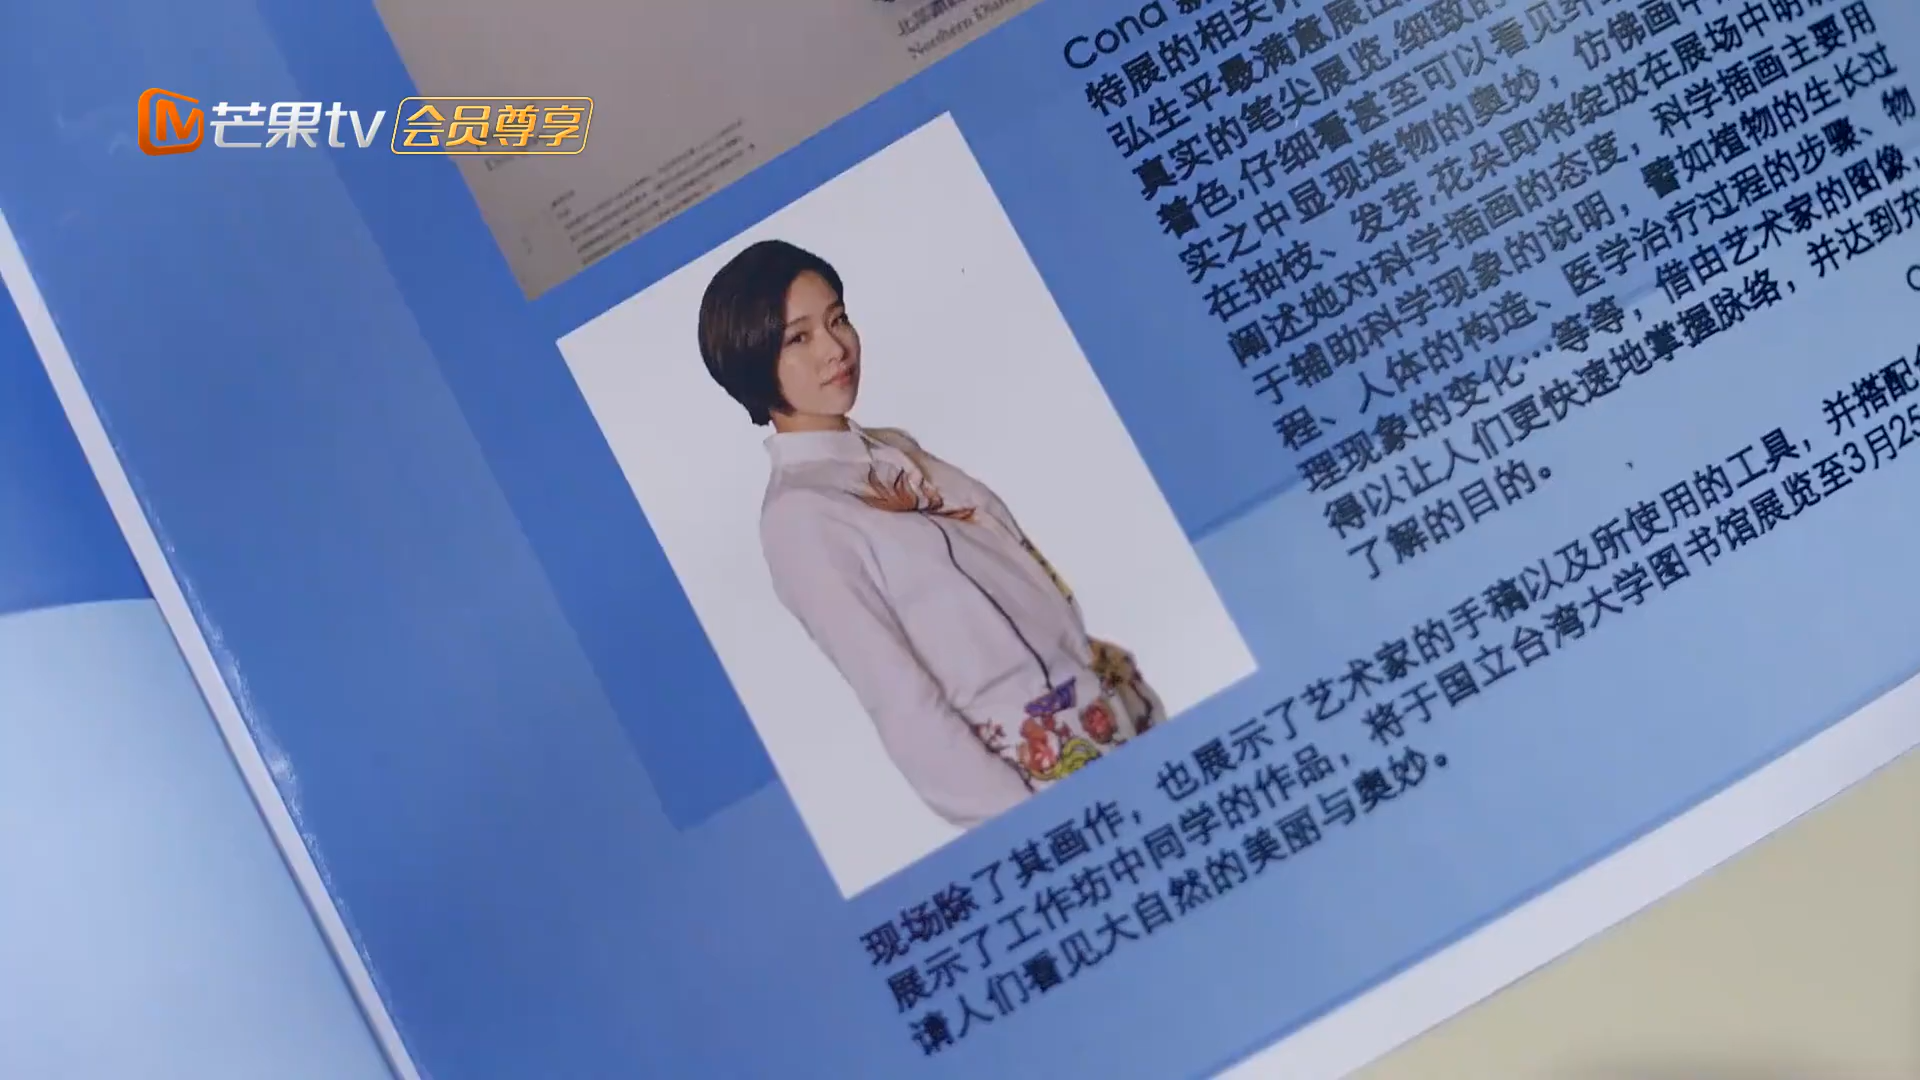 芒果tv 会员尊享
Northern Dian
Cona
特展的相关
弘生平最满意展出
真实的笔尖展览,细致的
着色,仔细看甚至可以看见纤
实之中显现造物的奥妙，仿佛画中
在抽枝、发芽,花朵即将绽放在展场中明
阐述她对科学插画的态度，科学插画主要用
于辅助科学现象的说明，譬如植物的生长过
程、人体的构造、医学治疗过程的步骤、物
理现象的变化…等等，借由艺术家的图像，
得以让人们更快速地掌握脉络，并达到充
了解的目的。
现场除了其画作，也展示了艺术家的手稿以及所使用的工具，并搭配
展示了工作坊中同学的作品，将于国立台湾大学图书馆展览至3月25
请人们看见大自然的美丽与奥妙。